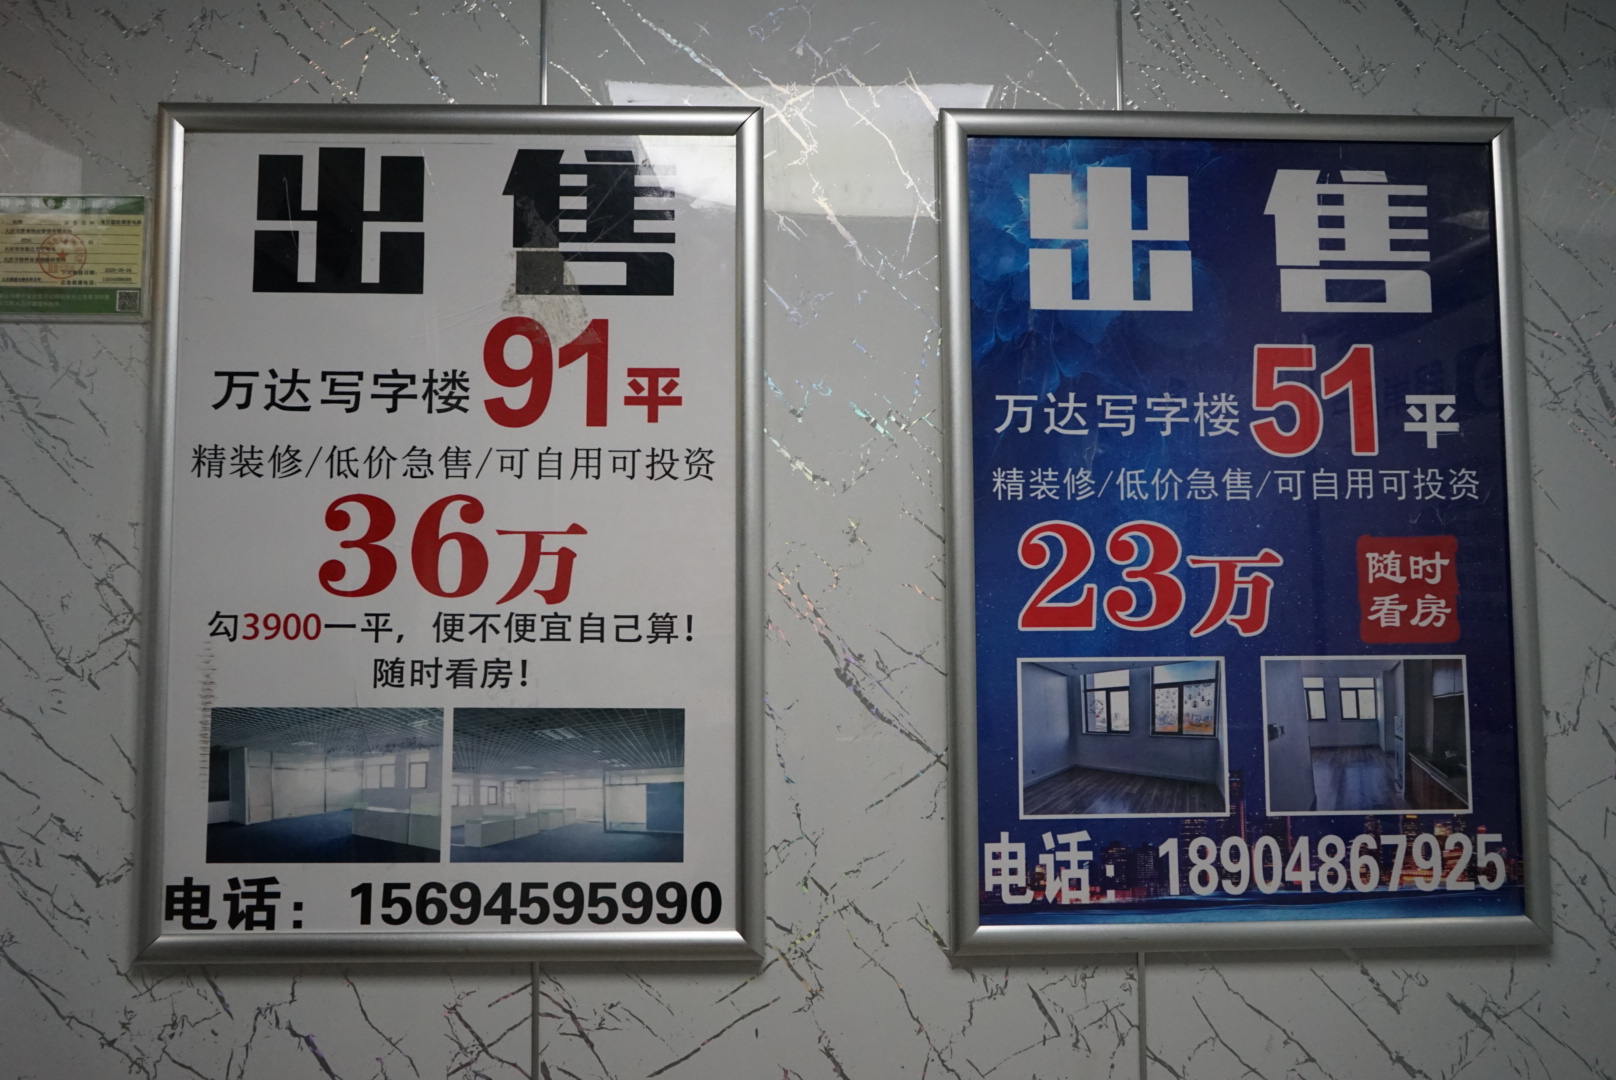 出售
万达写字楼91平
精装修/低价急售/可自用可投资
36万
勾3900一平，便不便宜自己算！
随时看房！
电话：15694595990
出售
万达写字楼51平
精装修/低价急售/可自用可投资
23万
随时
看房
电话：18904867925